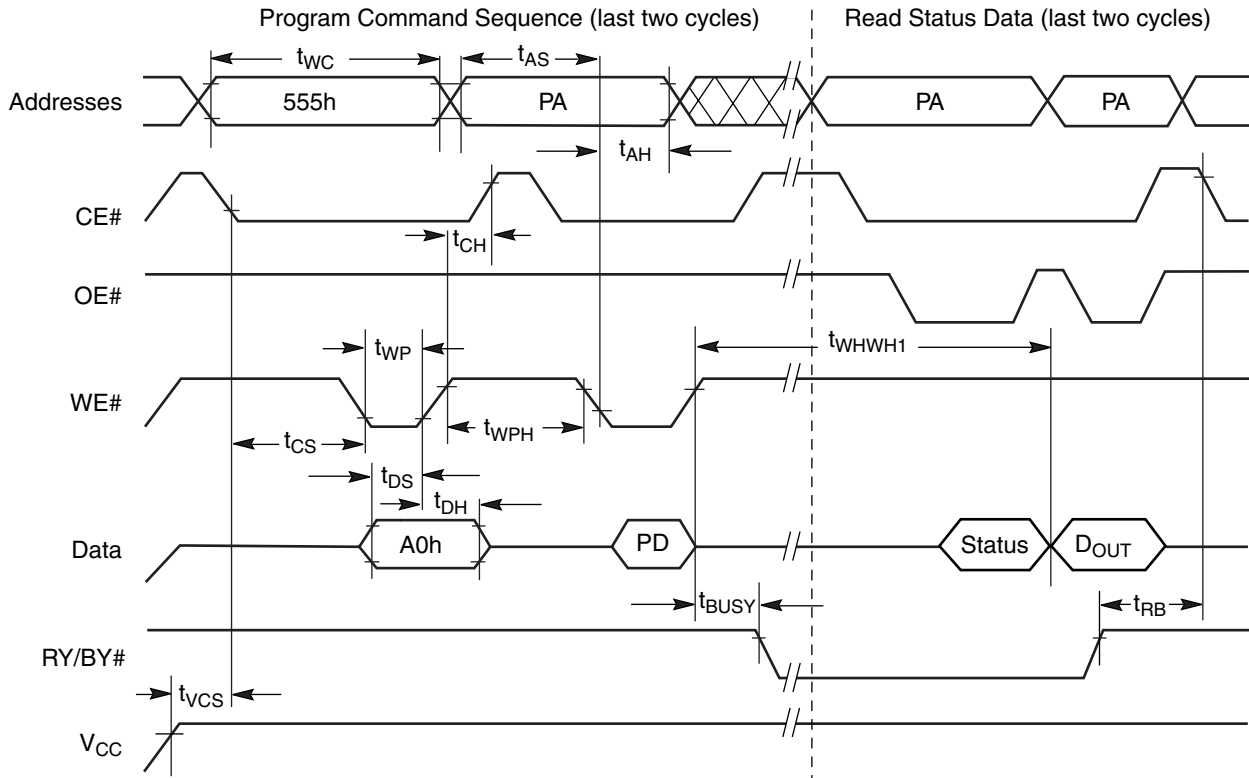 Program Command Sequence (last two cycles) Read Status Data (last two cycles)
tWC tAS
Addresses 555h PA PA PA
tAH
CE#
tCH
OE#
tWP tWHWH1
WE#
tCS tWPH
tDS
tDH
Data A0h PD Status DOUT
tBUSY tRB
RY/BY#
tVCS
VCC